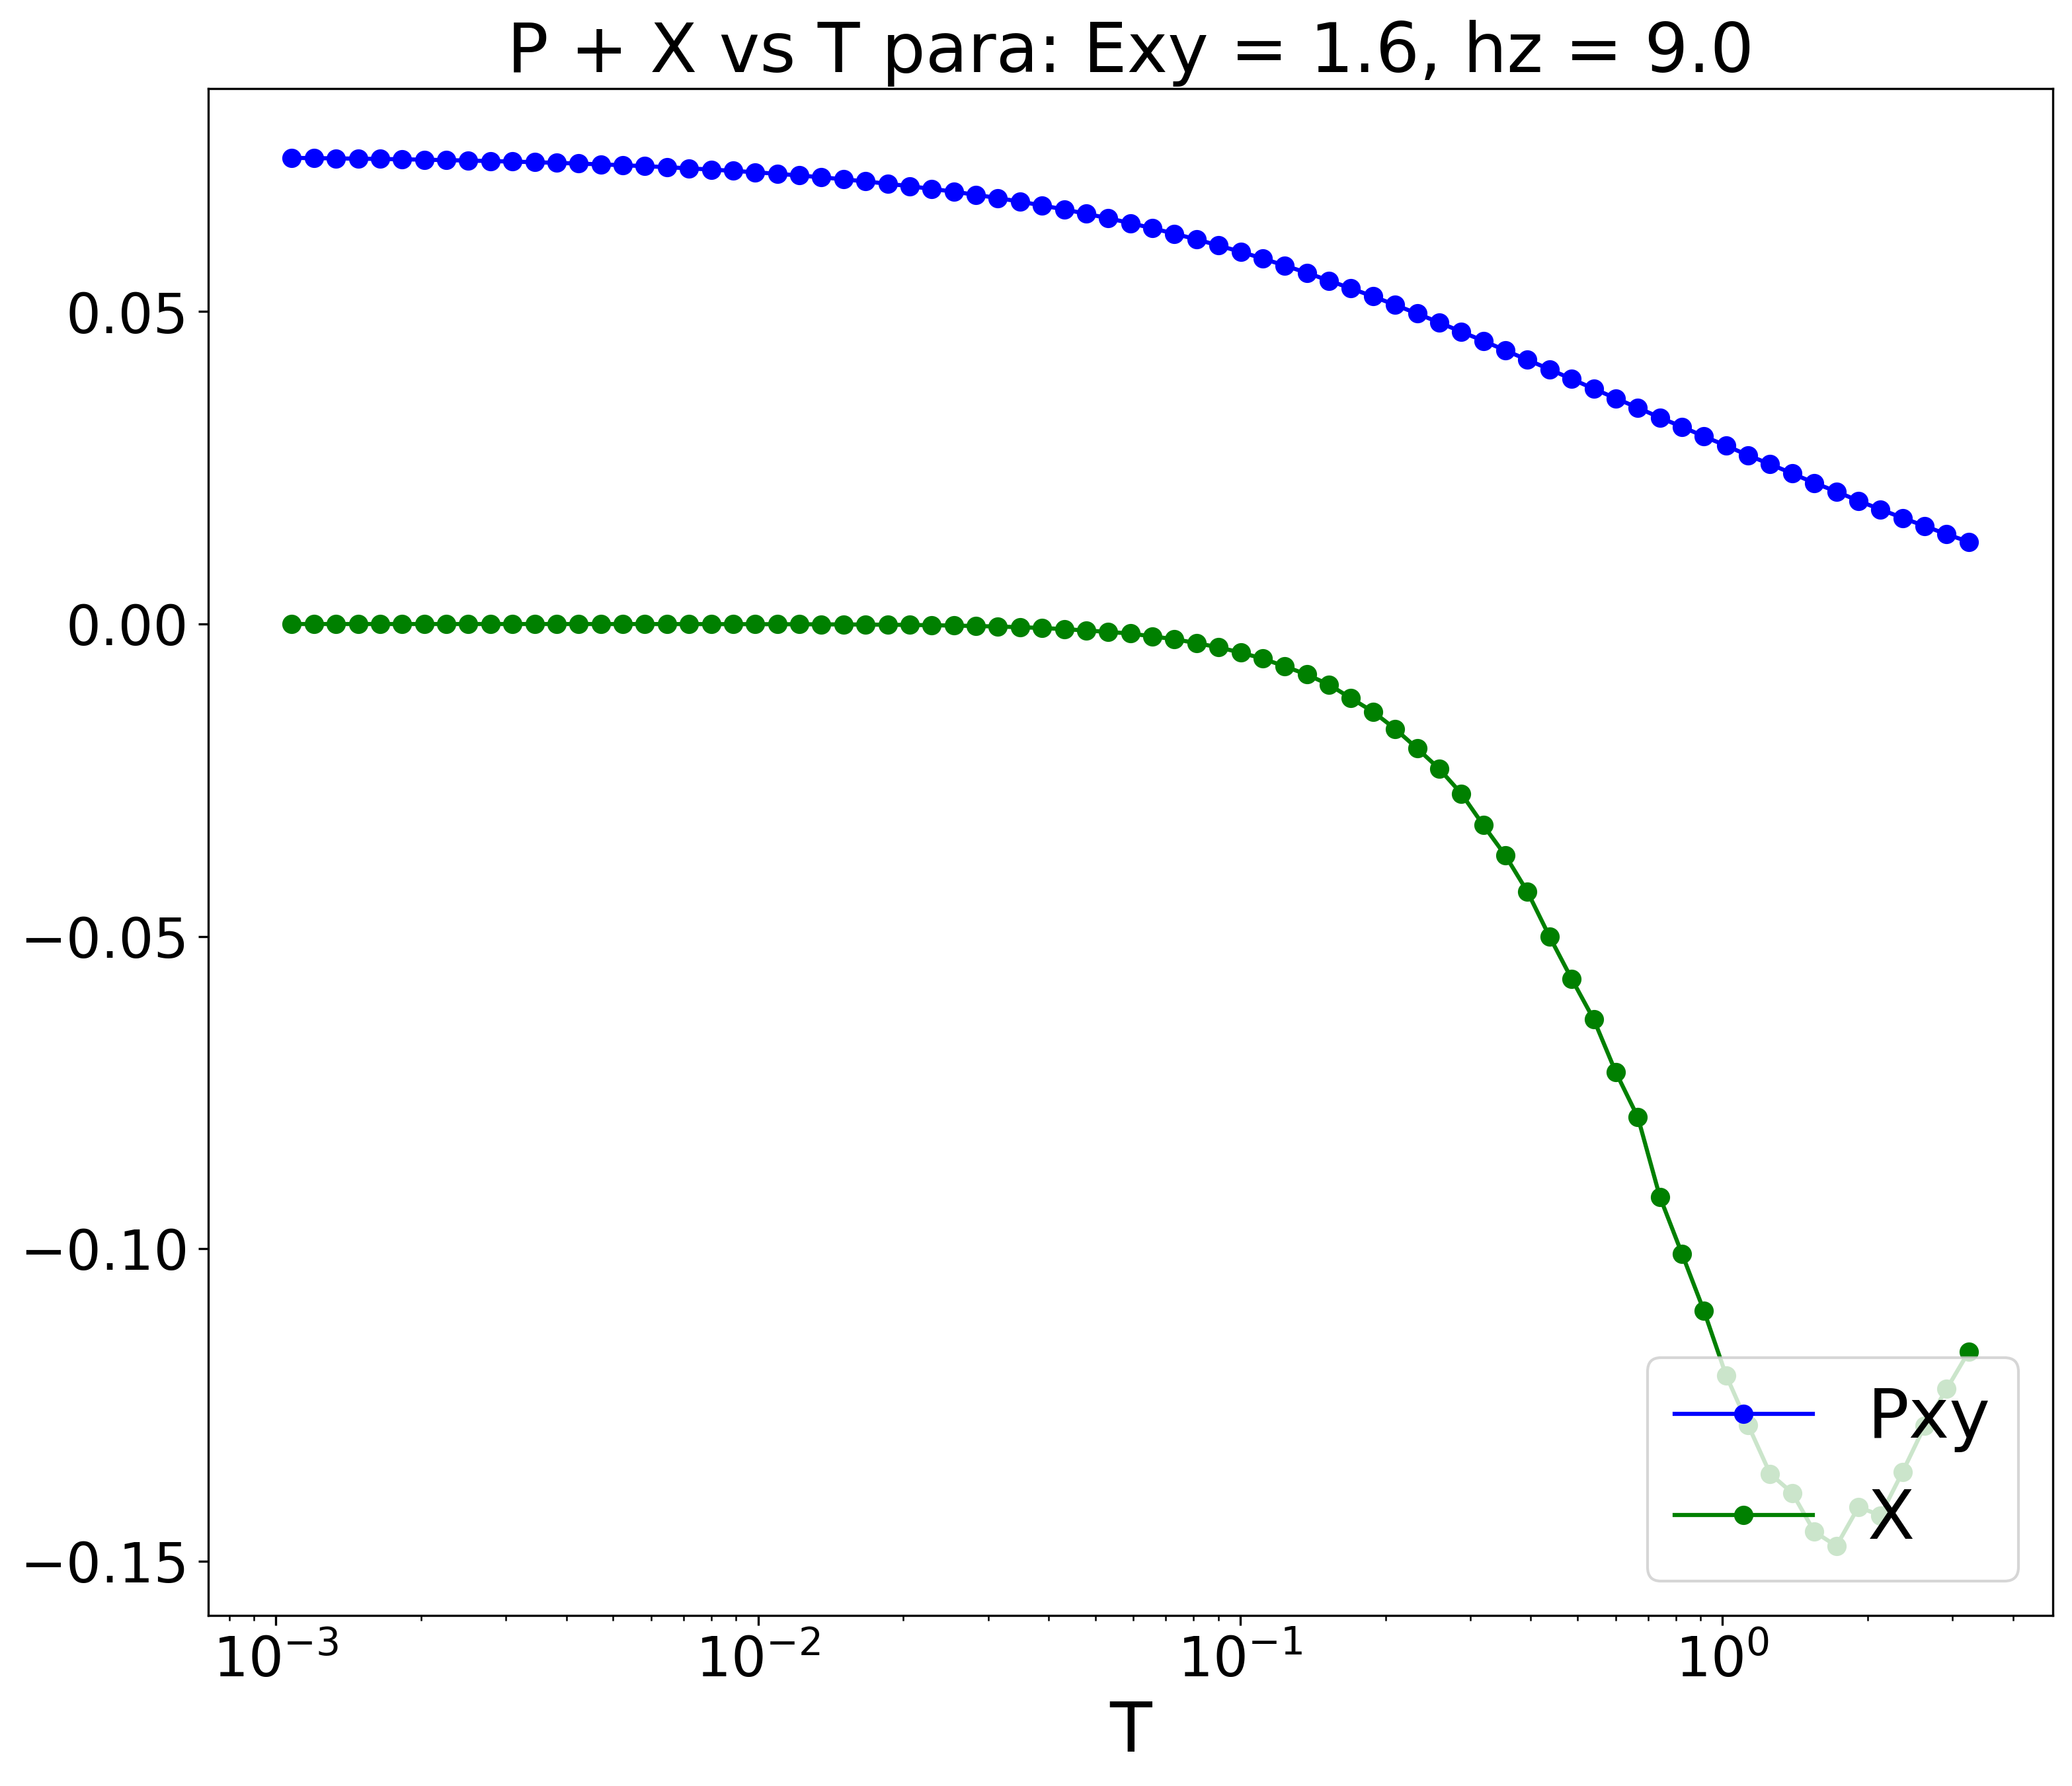 P + X vs T para: Exy = 1.6, hz = 9.0
0.05
0.00
−0.05
−0.10
−0.15
Pxy
X
10⁻³ 10⁻² 10⁻¹ 10⁰
T